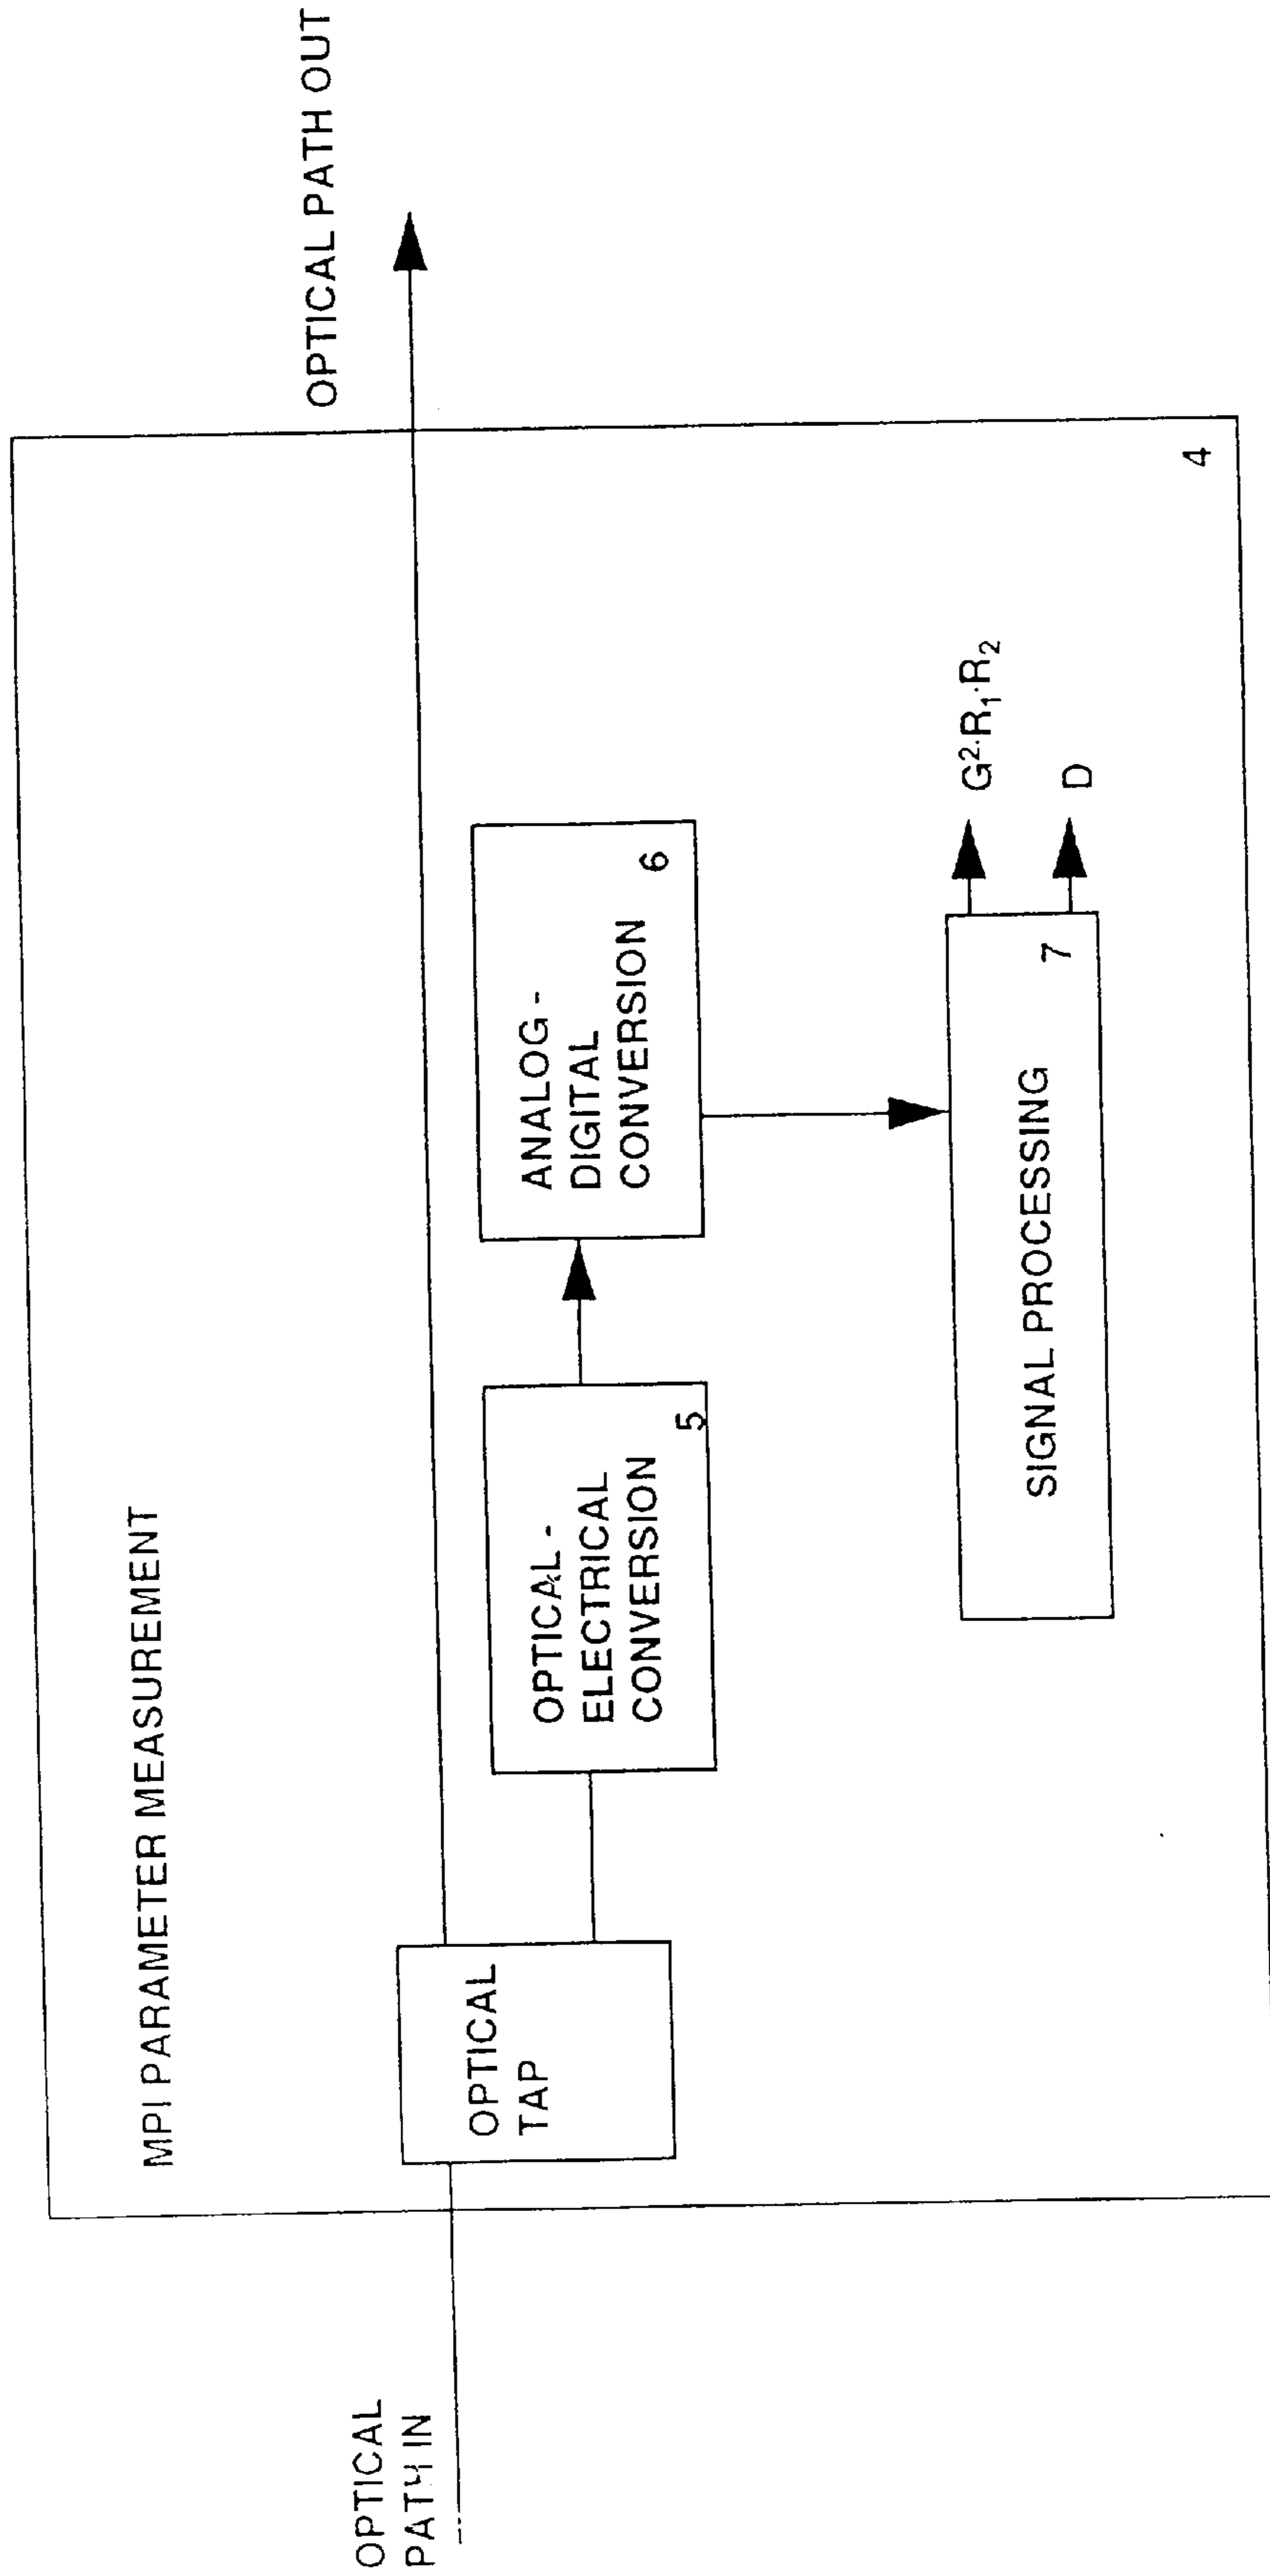 MPI PARAMETER MEASUREMENT
OPTICAL
PATH IN
OPTICAL PATH OUT
OPTICAL
TAP
OPTICAL -
ELECTRICAL
CONVERSION
5
ANALOG -
DIGITAL
CONVERSION
6
SIGNAL PROCESSING
7
G²·R₁·R₂
D
4